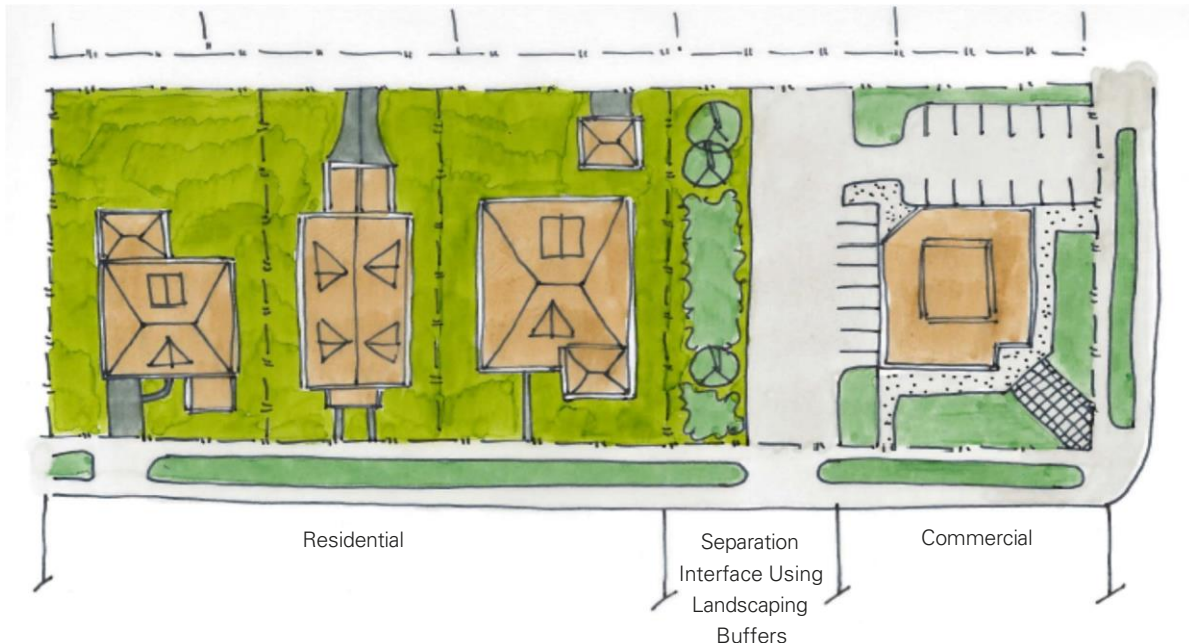 Residential
Separation
Interface Using
Landscaping
Buffers
Commercial